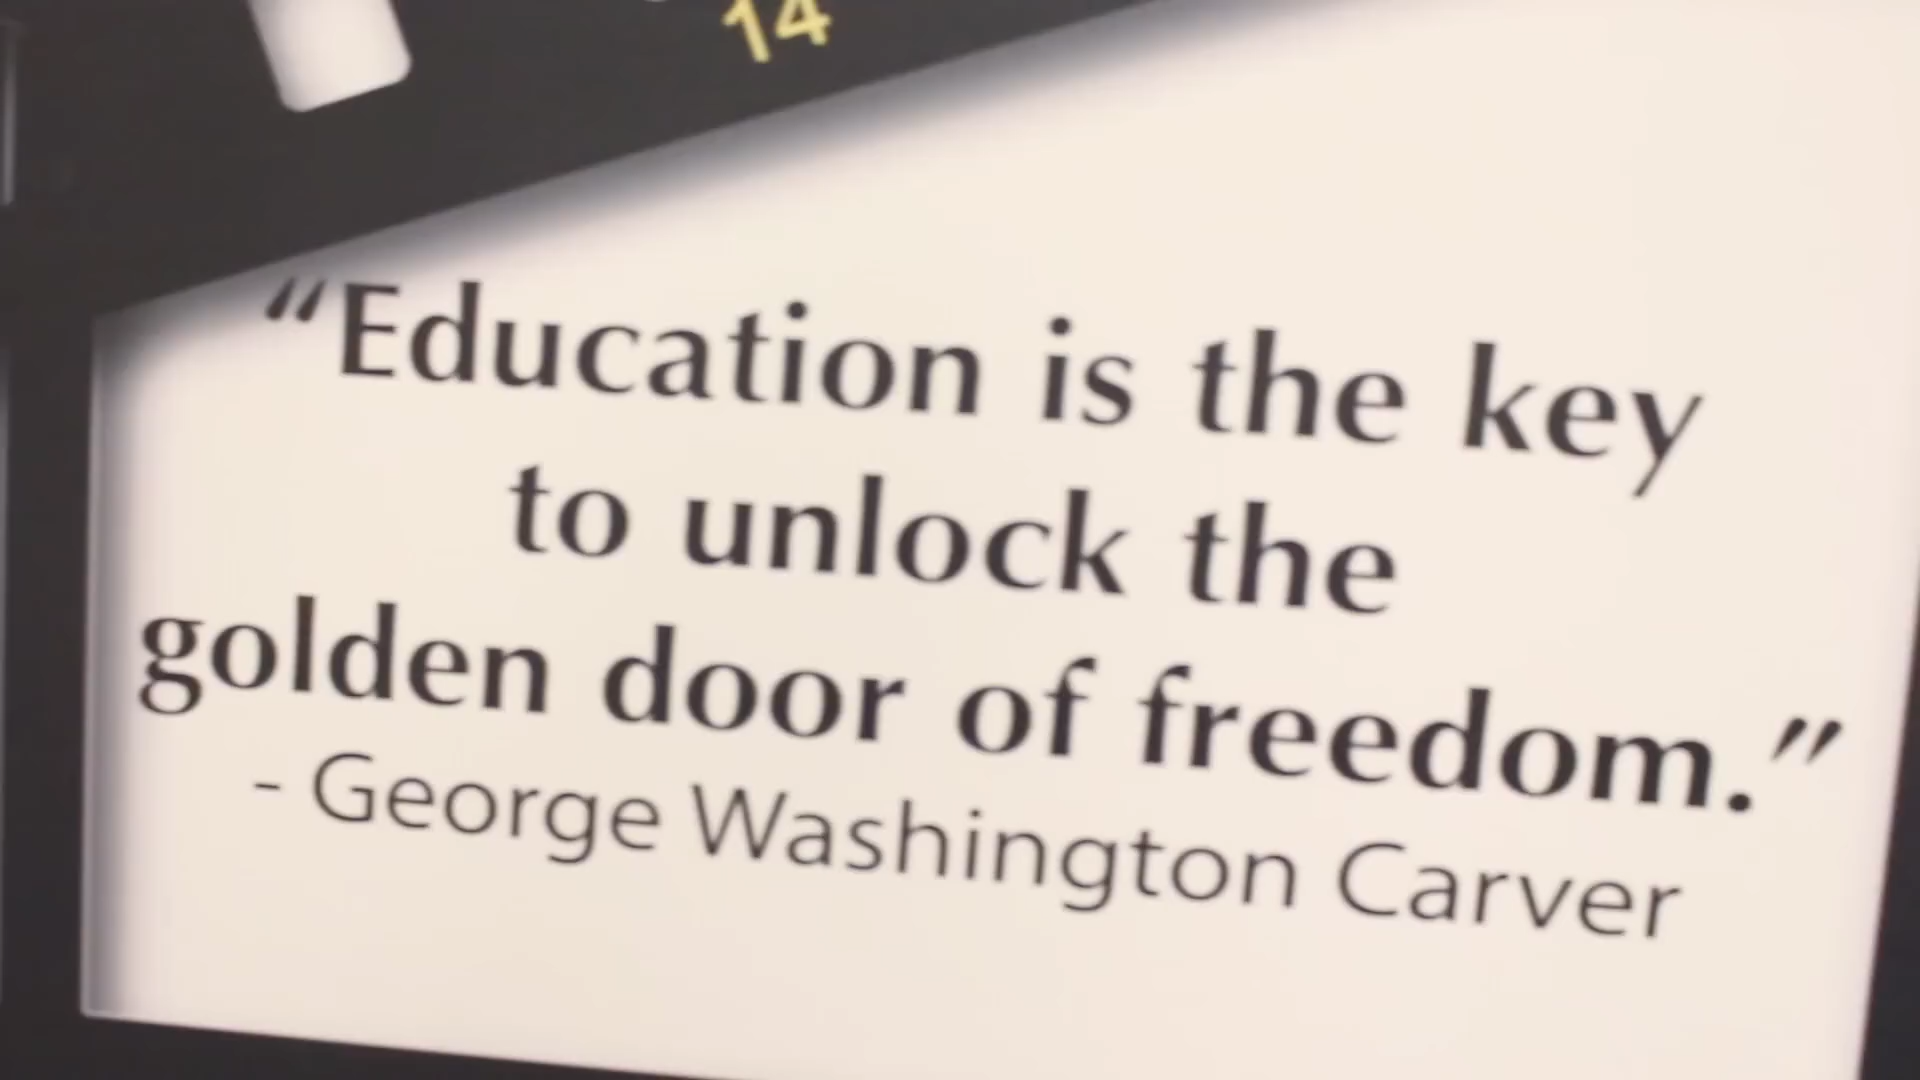 14
“Education is the key
to unlock the
golden door of freedom.”
- George Washington Carver